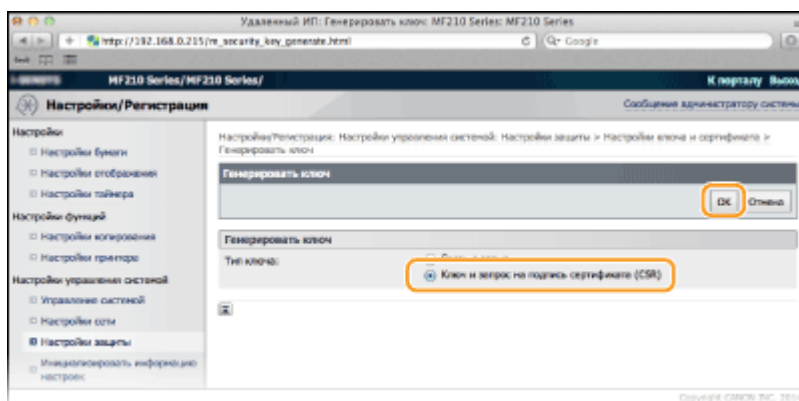 Удаленный ИП: Генерировать ключ: MF210 Series: MF210 Series
http://192.168.0.215/m_security_key_generate.html
Google
MF210 Series/MF210 Series/
К порталу
Настройки/Регистрация
Сообщение администратору системы
Настройки
Настройки бумаги
Настройки отображения
Настройки таймера
Настройки функций
Настройки копирования
Настройки принтера
Настройки управления системой
Управление системой
Настройки сети
Настройки защиты
Инициализировать информацию
настроек
Настройки/Регистрация: Настройки управления системой: Настройки защиты > Настройки ключа и сертификата >
Генерировать ключ
Генерировать ключ
OK
Отмена
Генерировать ключ
Тип ключа:
Ключ и запрос на подпись сертификата (CSR)
Copyright CANON INC. 201